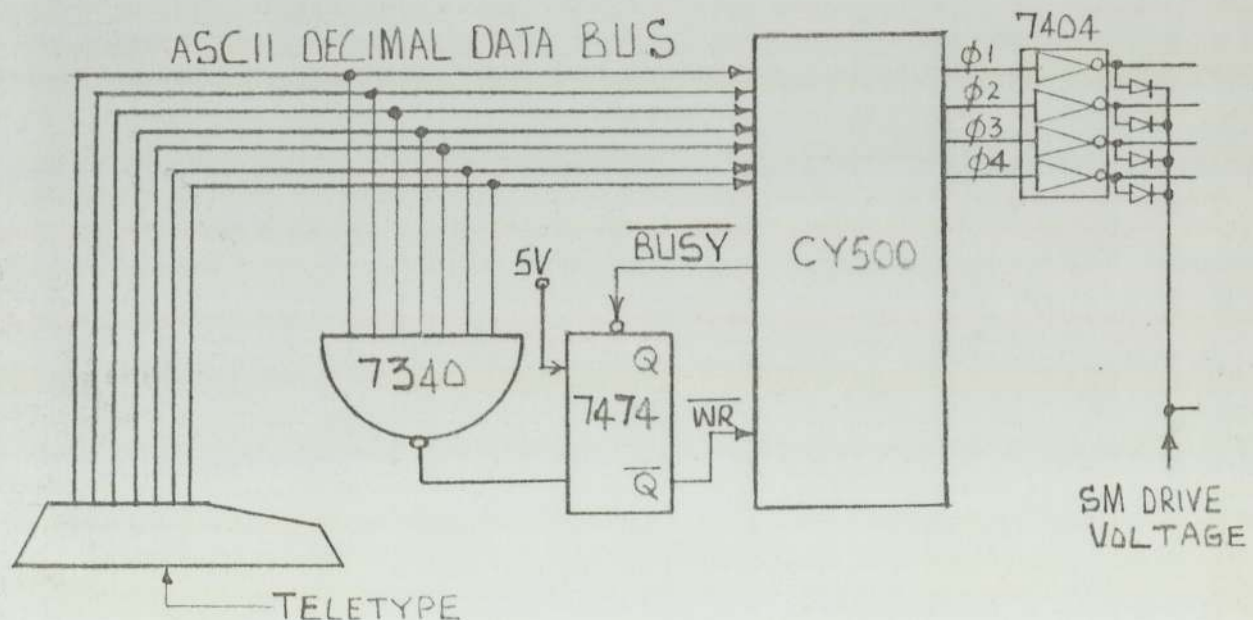 ASCII DECIMAL DATA BUS
7404
ϕ1
ϕ2
ϕ3
ϕ4
BUSY
CY500
5V
7340
Q
7474
WR
Q
SM DRIVE
VOLTAGE
TELETYPE